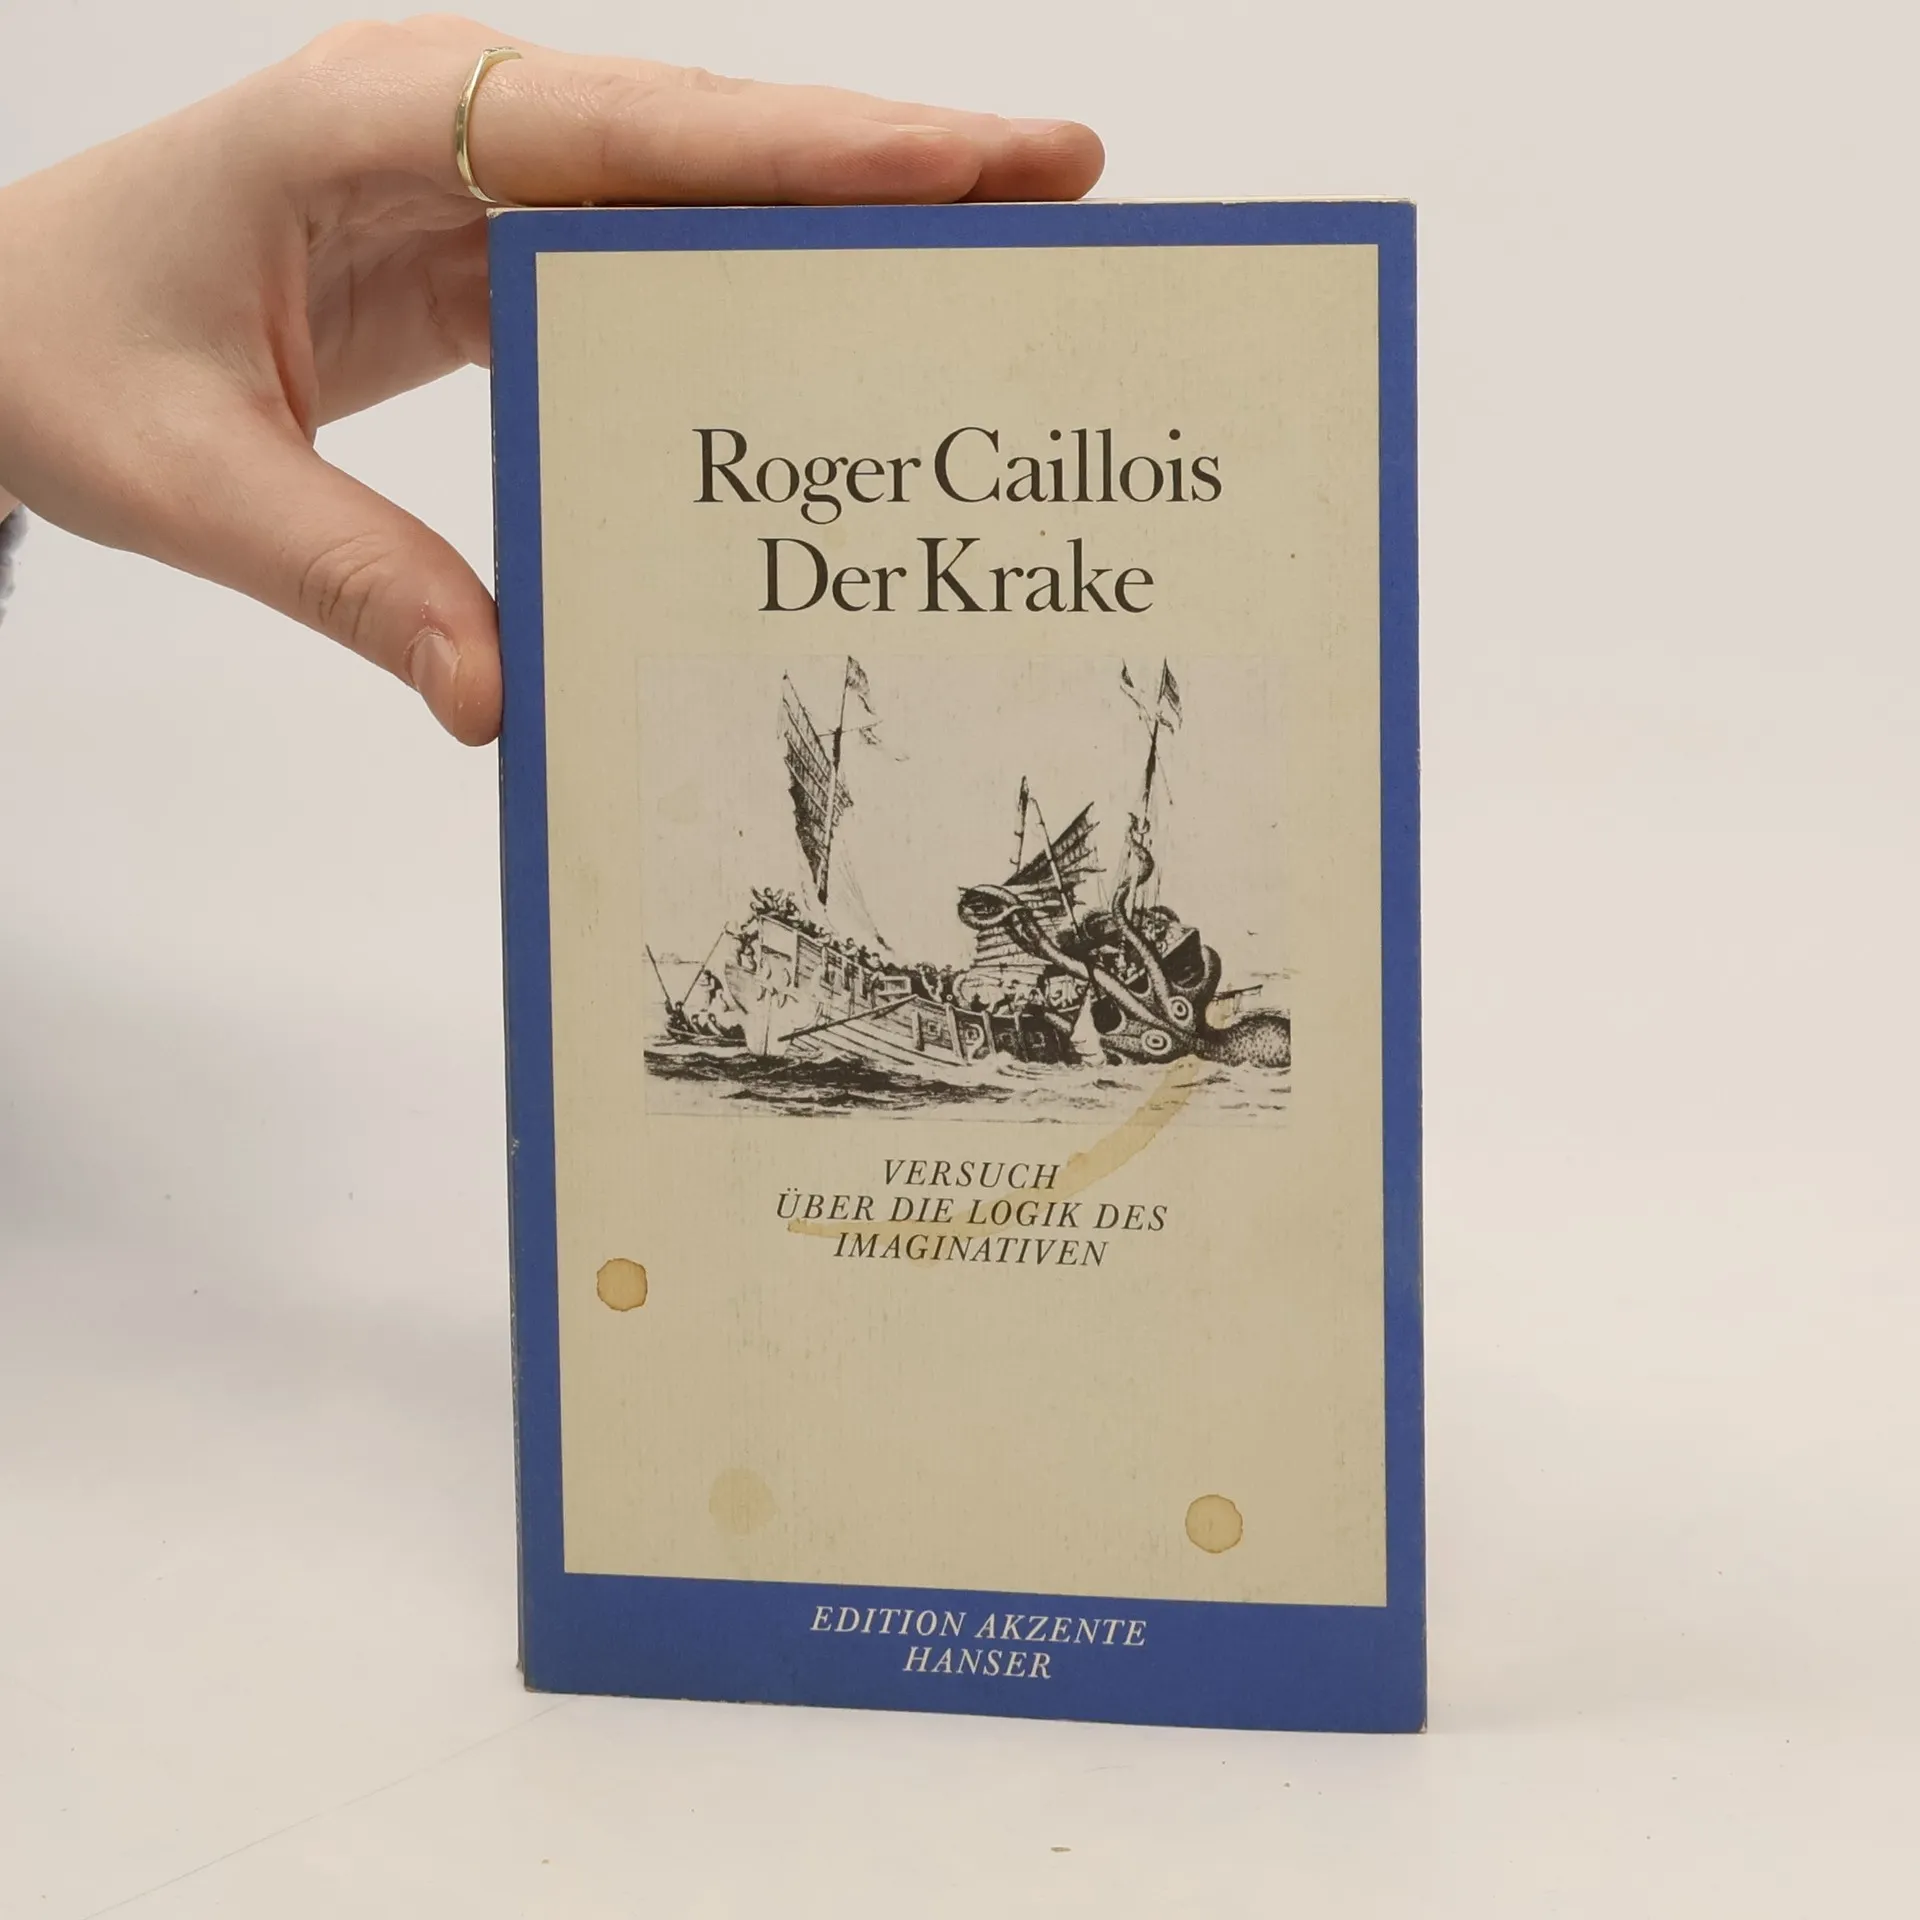 Roger Caillois
Der Krake
VERSUCH
ÜBER DIE LOGIK DES
IMAGINATIVEN
EDITION AKZENTE
HANSER